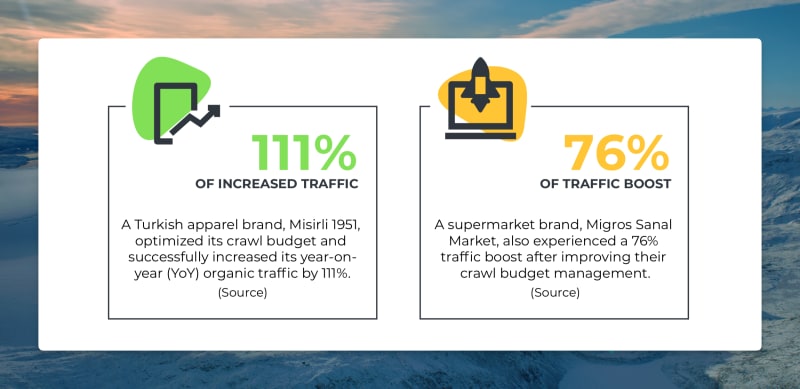 111%
OF INCREASED TRAFFIC
A Turkish apparel brand, Misirli 1951,
optimized its crawl budget and
successfully increased its year-on-
year (YoY) organic traffic by 111%.
(Source)
76%
OF TRAFFIC BOOST
A supermarket brand, Migros Sanal
Market, also experienced a 76%
traffic boost after improving their
crawl budget management.
(Source)